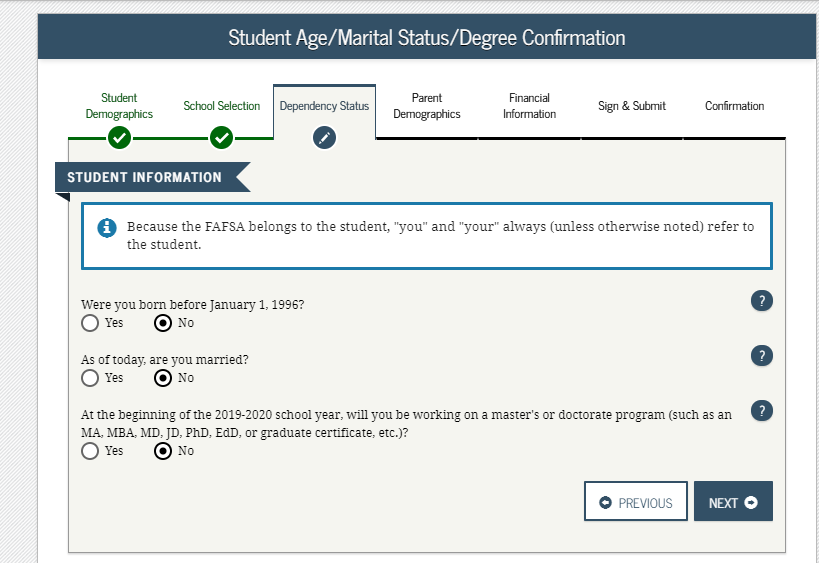 Student Age/Marital Status/Degree Confirmation
Student
Demographics
School Selection
Dependency Status
Parent
Demographics
Financial
Information
Sign & Submit
Confirmation
STUDENT INFORMATION
i
Because the FAFSA belongs to the student, "you" and "your" always (unless otherwise noted) refer to
the student.
Were you born before January 1, 1996?
?
Yes No
As of today, are you married?
?
Yes No
At the beginning of the 2019-2020 school year, will you be working on a master's or doctorate program (such as an
?
MA, MBA, MD, JD, PhD, EdD, or graduate certificate, etc.)?
Yes No
PREVIOUS
NEXT